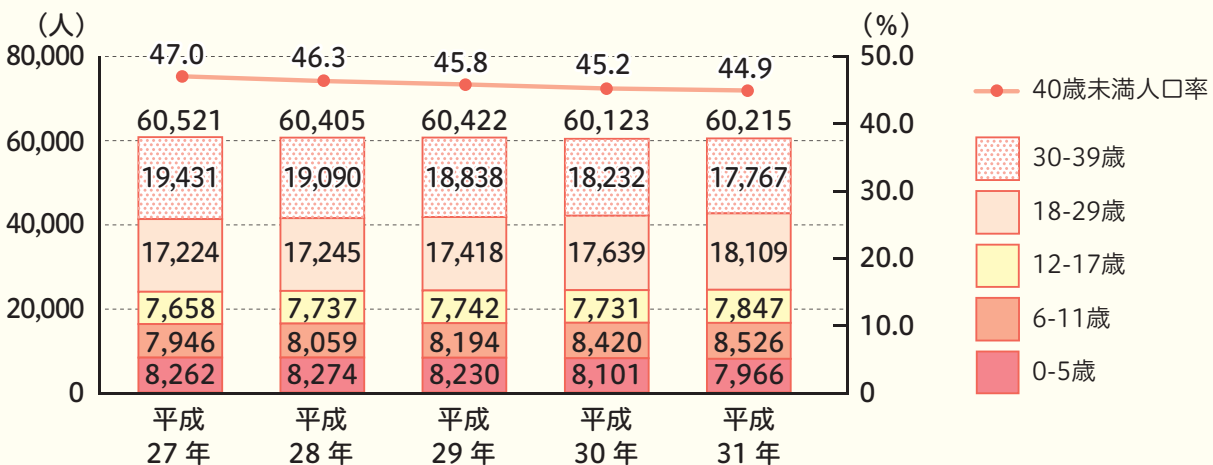 (人)
(%)
80,000
60,000
40,000
20,000
0
50.0
40.0
30.0
20.0
10.0
0
47.0 46.3 45.8 45.2 44.9
60,521 60,405 60,422 60,123 60,215
19,431 19,090 18,838 18,232 17,767
17,224 17,245 17,418 17,639 18,109
7,658 7,737 7,742 7,731 7,847
7,946 8,059 8,194 8,420 8,526
8,262 8,274 8,230 8,101 7,966
平成 平成 平成 平成 平成
27 年 28 年 29 年 30 年 31 年
40歳未満人口率
30-39歳
18-29歳
12-17歳
6-11歳
0-5歳